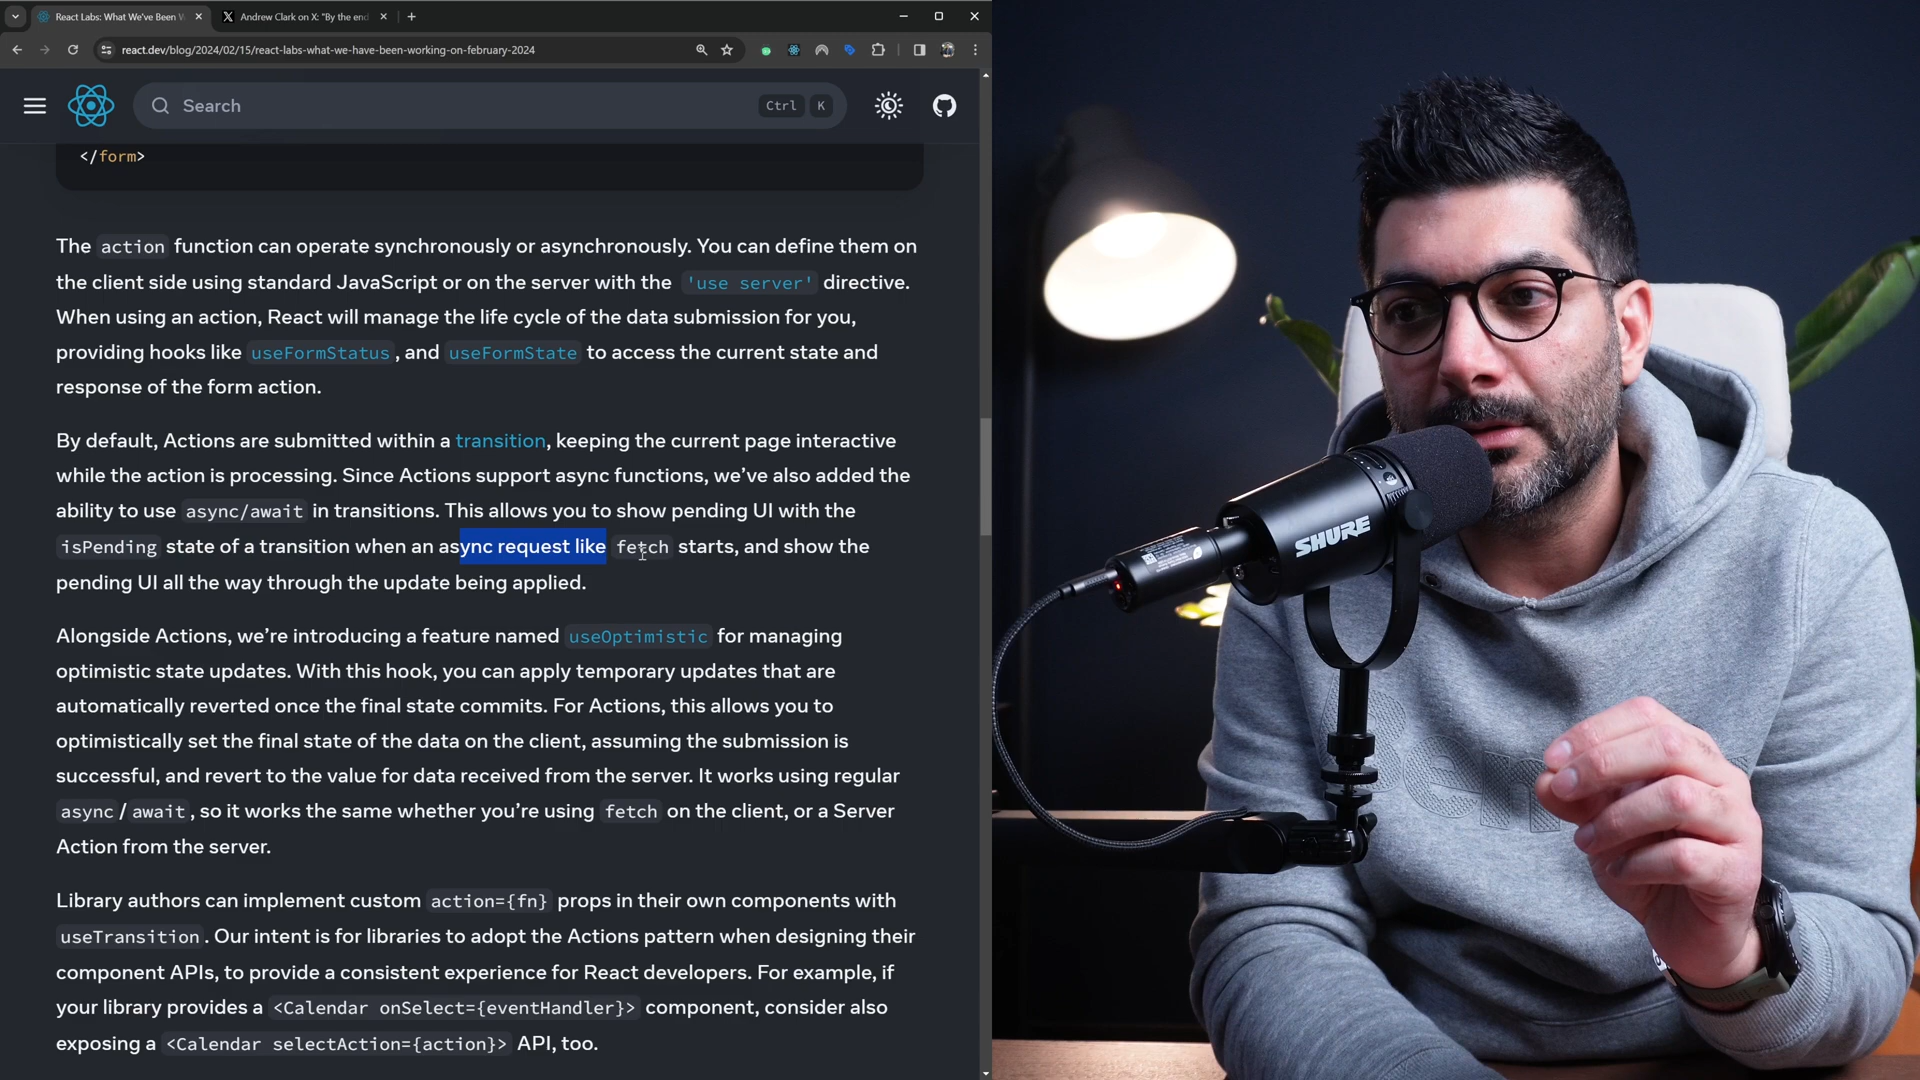 React Labs: What We've Been W
Andrew Clark on X: "By the end
react.dev/blog/2024/02/15/react-labs-what-we-have-been-working-on-february-2024
Search
Ctrl K
</form>
The action function can operate synchronously or asynchronously. You can define them on
the client side using standard JavaScript or on the server with the 'use server' directive.
When using an action, React will manage the life cycle of the data submission for you,
providing hooks like useFormStatus, and useFormState to access the current state and
response of the form action.
By default, Actions are submitted within a transition, keeping the current page interactive
while the action is processing. Since Actions support async functions, we've also added the
ability to use async/await in transitions. This allows you to show pending UI with the
isPending state of a transition when an async request like fetch starts, and show the
pending UI all the way through the update being applied.
Alongside Actions, we're introducing a feature named useOptimistic for managing
optimistic state updates. With this hook, you can apply temporary updates that are
automatically reverted once the final state commits. For Actions, this allows you to
optimistically set the final state of the data on the client, assuming the submission is
successful, and revert to the value for data received from the server. It works using regular
async/await, so it works the same whether you're using fetch on the client, or a Server
Action from the server.
Library authors can implement custom action={fn} props in their own components with
useTransition. Our intent is for libraries to adopt the Actions pattern when designing their
component APIs, to provide a consistent experience for React developers. For example, if
your library provides a <Calendar onSelect={eventHandler}> component, consider also
exposing a <Calendar selectAction={action}> API, too.
SHURE